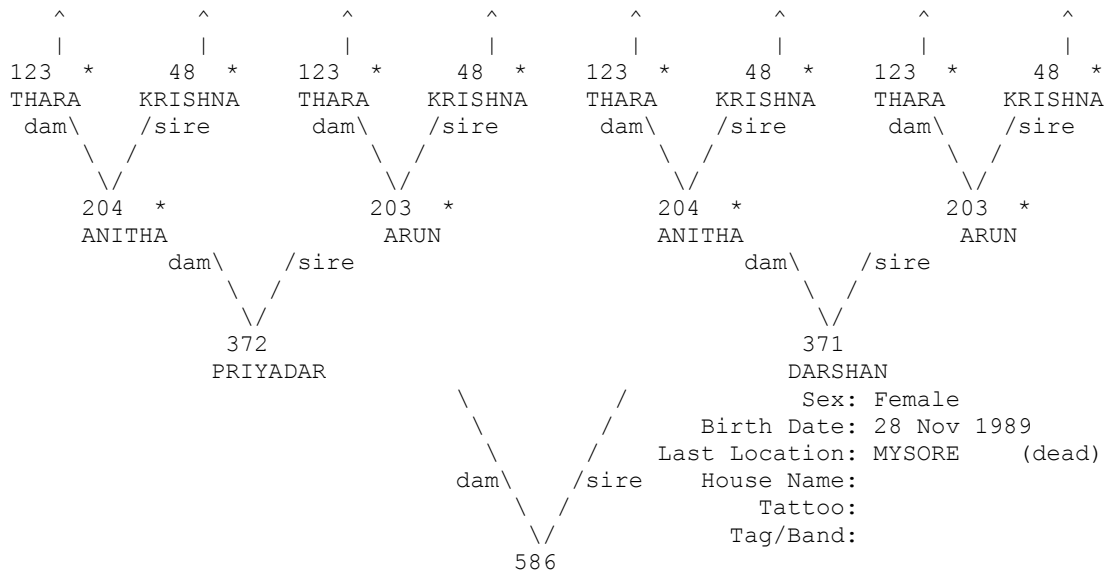 ^ ^ ^ ^ ^ ^ ^ ^
| | | | | | | |
123 * 48 * 123 * 48 * 123 * 48 * 123 * 48 *
THARA KRISHNA THARA KRISHNA THARA KRISHNA THARA KRISHNA
dam\ /sire dam\ /sire dam\ /sire dam\ /sire
\ / \ / \ / \ /
\/ \/ \/ \/
204 * 203 * 204 * 203 *
ANITHA ARUN ANITHA ARUN
dam\ /sire dam\ /sire
\ / \ /
\/ \/
372 371
PRIYADAR DARSHAN
\ / Sex: Female
\ / Birth Date: 28 Nov 1989
\ / Last Location: MYSORE (dead)
dam\ /sire House Name:
\ / Tattoo:
\/ Tag/Band:
586